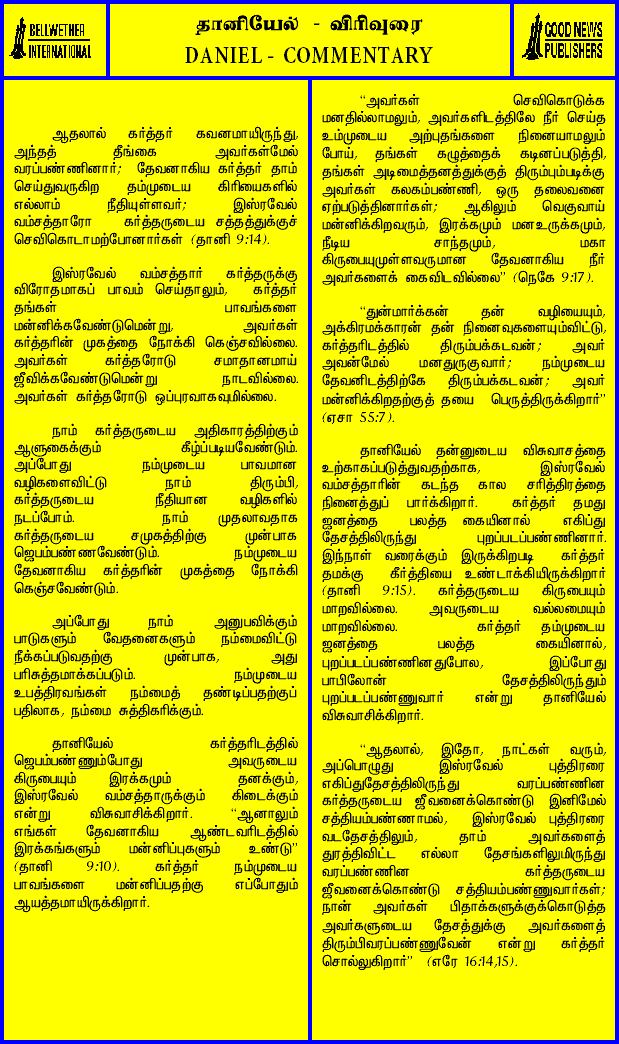 BELLWETHER
INTERNATIONAL
தானியேல் - விரிவுரை
DANIEL - COMMENTARY
GOOD NEWS
PUBLISHERS
ஆதலால் கர்த்தர் கவனமாயிருந்து,
அந்தத் தீங்கை அவர்கள்மேல்
வரப்பண்ணினார்; தேவனாகிய கர்த்தர் தாம்
செய்துவருகிற தம்முடைய கிரியைகளில்
எல்லாம் நீதியுள்ளவர்; இஸ்ரவேல்
வம்சத்தாரோ கர்த்தருடைய சத்தத்துக்குச்
செவிகொடாமற்போனார்கள் (தானி 9:14).
இஸ்ரவேல் வம்சத்தார் கர்த்தருக்கு
விரோதமாகப் பாவம் செய்தாலும், கர்த்தர்
தங்கள் பாவங்களை
மன்னிக்கவேண்டுமென்று, அவர்கள்
கர்த்தரின் முகத்தை நோக்கி கெஞ்சவில்லை.
அவர்கள் கர்த்தரோடு சமாதானமாய்
ஜீவிக்கவேண்டுமென்று நாடவில்லை.
அவர்கள் கர்த்தரோடு ஒப்புரவாகவுமில்லை.
நாம் கர்த்தருடைய அதிகாரத்திற்கும்
ஆளுகைக்கும் கீழ்ப்படியவேண்டும்.
அப்போது நம்முடைய பாவமான
வழிகளைவிட்டு நாம் திரும்பி,
கர்த்தருடைய நீதியான வழிகளில்
நடப்போம். நாம் முதலாவதாக
கர்த்தருடைய சமுகத்திற்கு முன்பாக
ஜெபம்பண்ணவேண்டும். நம்முடைய
தேவனாகிய கர்த்தரின் முகத்தை நோக்கி
கெஞ்சவேண்டும்.
அப்போது நாம் அனுபவிக்கும்
பாடுகளும் வேதனைகளும் நம்மைவிட்டு
நீக்கப்படுவதற்கு முன்பாக, அது
பரிசுத்தமாக்கப்படும். நம்முடைய
உபத்திரவங்கள் நம்மைத் தண்டிப்பதற்குப்
பதிலாக, நம்மை சுத்திகரிக்கும்.
தானியேல் கர்த்தரிடத்தில்
ஜெபம்பண்ணும்போது அவருடைய
கிருபையும் இரக்கமும் தனக்கும்,
இஸ்ரவேல் வம்சத்தாருக்கும் கிடைக்கும்
என்று விசுவாசிக்கிறார். “ஆனாலும்
எங்கள் தேவனாகிய ஆண்டவரிடத்தில்
இரக்கங்களும் மன்னிப்புகளும் உண்டு”
(தானி 9:10). கர்த்தர் நம்முடைய
பாவங்களை மன்னிப்பதற்கு எப்போதும்
ஆயத்தமாயிருக்கிறார்.
“அவர்கள் செவிகொடுக்க
மனதில்லாமலும், அவர்களிடத்திலே நீர் செய்த
உம்முடைய அற்புதங்களை நினையாமலும்
போய், தங்கள் கழுத்தைக் கடினப்படுத்தி,
தங்கள் அடிமைத்தனத்துக்குத் திரும்பும்படிக்கு
அவர்கள் கலகம்பண்ணி, ஒரு தலைவனை
ஏற்படுத்தினார்கள்; ஆகிலும் வெகுவாய்
மன்னிக்கிறவரும், இரக்கமும் மனஉருக்கமும்,
நீடிய சாந்தமும், மகா
கிருபையுமுள்ளவருமான தேவனாகிய நீர்
அவர்களைக் கைவிடவில்லை” (நெகே 9:17).
“துன்மார்க்கன் தன் வழியையும்,
அக்கிரமக்காரன் தன் நினைவுகளையும்விட்டு,
கர்த்தரிடத்தில் திரும்பக்கடவன்; அவர்
அவன்மேல் மனதுருகுவார்; நம்முடைய
தேவனிடத்திற்கே திரும்பக்கடவன்; அவர்
மன்னிக்கிறதற்குத் தயை பெருத்திருக்கிறார்”
(ஏசா 55:7).
தானியேல் தன்னுடைய விசுவாசத்தை
உற்காகப்படுத்துவதற்காக, இஸ்ரவேல்
வம்சத்தாரின் கடந்த கால சரித்திரத்தை
நினைத்துப் பார்க்கிறார். கர்த்தர் தமது
ஜனத்தை பலத்த கையினால் எகிப்து
தேசத்திலிருந்து புறப்படப்பண்ணினார்.
இந்நாள் வரைக்கும் இருக்கிறபடி கர்த்தர்
தமக்கு கீர்த்தியை உண்டாக்கியிருக்கிறார்
(தானி 9:15). கர்த்தருடைய கிருபையும்
மாறவில்லை. அவருடைய வல்லமையும்
மாறவில்லை. கர்த்தர் தம்முடைய
ஜனத்தை பலத்த கையினால்,
புறப்படப்பண்ணினதுபோல, இப்போது
பாபிலோன் தேசத்திலிருந்தும்
புறப்படப்பண்ணுவார் என்று தானியேல்
விசுவாசிக்கிறார்.
“ஆதலால், இதோ, நாட்கள் வரும்,
அப்பொழுது இஸ்ரவேல் புத்திரரை
எகிப்துதேசத்திலிருந்து வரப்பண்ணின
கர்த்தருடைய ஜீவனைக்கொண்டு இனிமேல்
சத்தியம்பண்ணாமல், இஸ்ரவேல் புத்திரரை
வடதேசத்திலும், தாம் அவர்களைத்
துரத்திவிட்ட எல்லா தேசங்களிலுமிருந்து
வரப்பண்ணின கர்த்தருடைய
ஜீவனைக்கொண்டு சத்தியம்பண்ணுவார்கள்;
நான் அவர்கள் பிதாக்களுக்குக்கொடுத்த
அவர்களுடைய தேசத்துக்கு அவர்களைத்
திரும்பிவரப்பண்ணுவேன் என்று கர்த்தர்
சொல்லுகிறார்” (எரே 16:14,15).